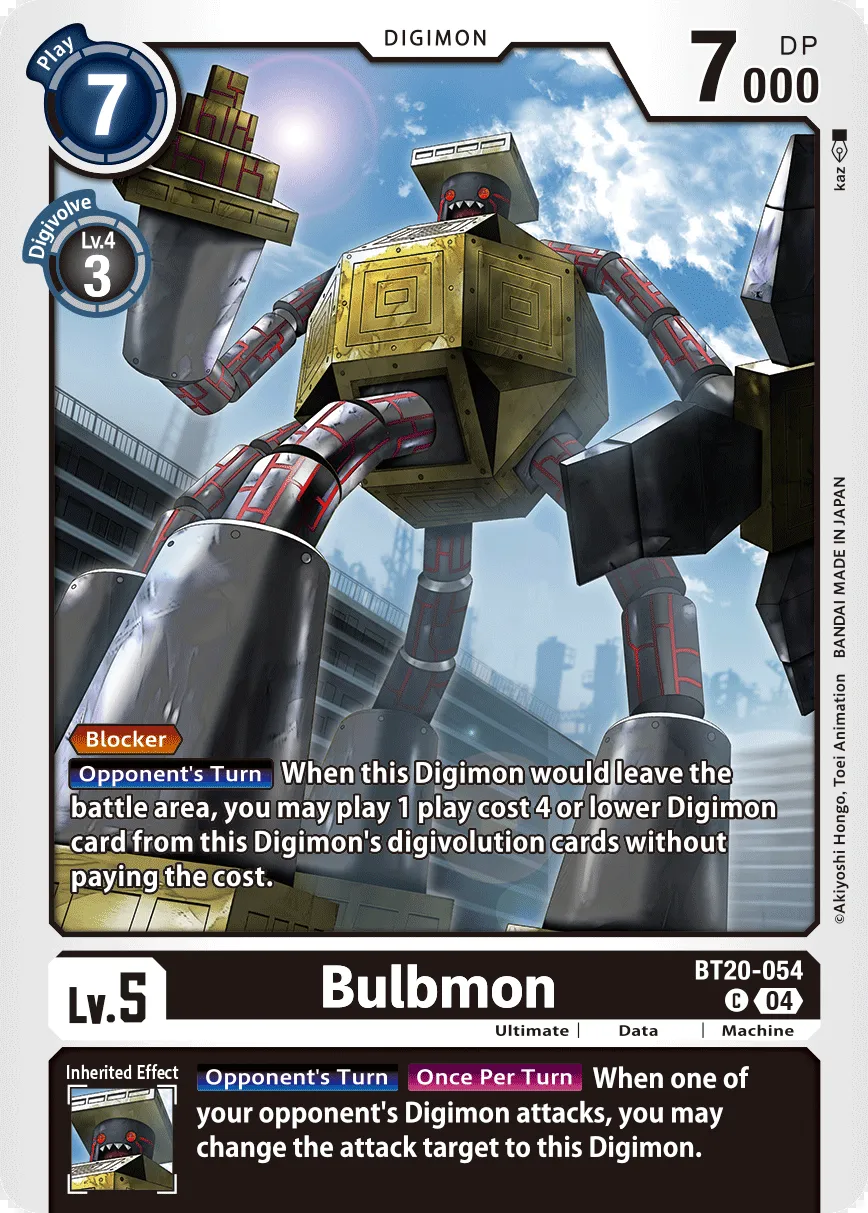 DIGIMON
Play
7
7000
DP
Digivolve
Lv.4
3
kaz
BANDAI MADE IN JAPAN
©Akiyoshi Hongo, Toei Animation
Blocker
Opponent's Turn When this Digimon would leave the
battle area, you may play 1 play cost 4 or lower Digimon
card from this Digimon's digivolution cards without
paying the cost.
Lv.5
Bulbmon
BT20-054
C 04
Ultimate | Data | Machine
Inherited Effect
Opponent's Turn Once Per Turn When one of
your opponent's Digimon attacks, you may
change the attack target to this Digimon.